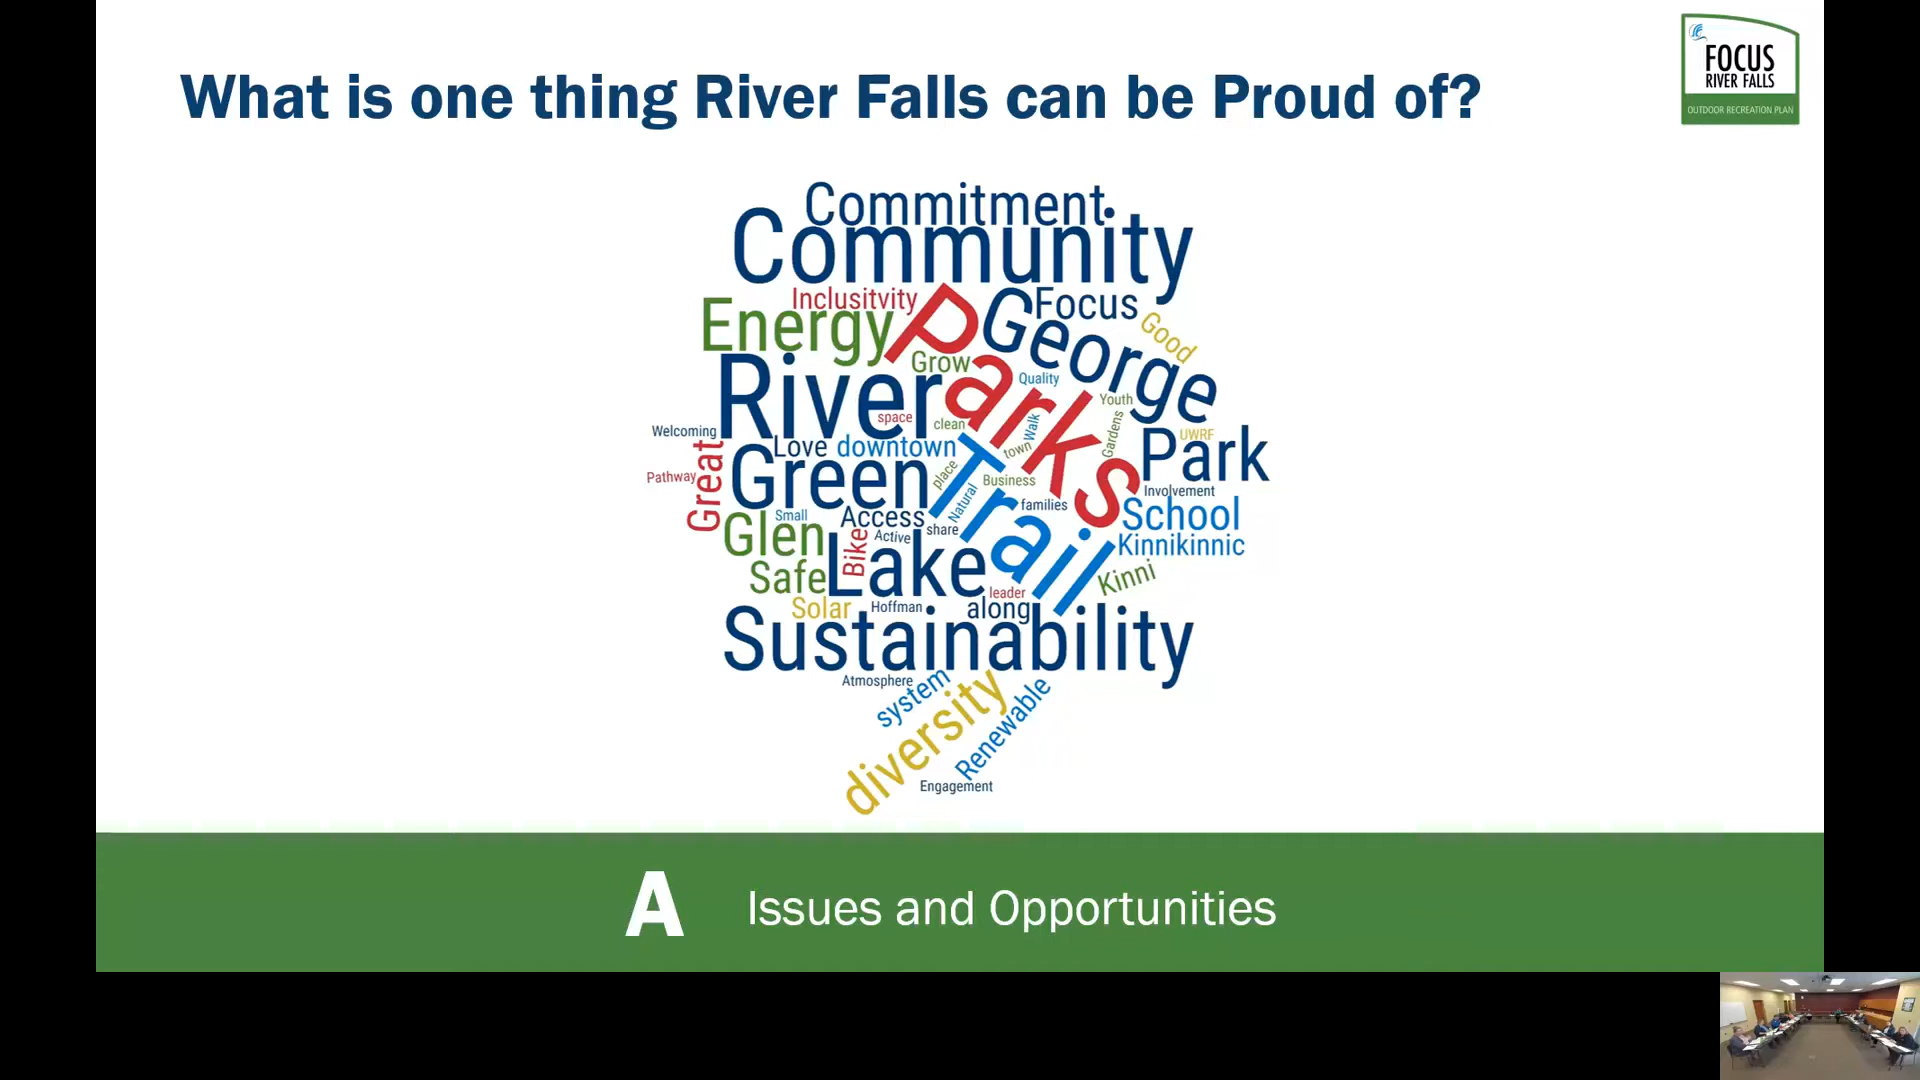 What is one thing River Falls can be Proud of?
FOCUS
RIVER FALLS
OUTDOOR RECREATION PLAN
Commitment
Community
Inclusitvity
Focus
Energy
Parks
George
Good
Grow
River
Quality
Youth
space
clean
Walk
Gardens
Welcoming
Love
downtown
town
UWRF
Park
Great
Green
place
Pathway
Business
Natural
Trail
Involvement
families
School
Small
Access
share
Glen
Bike
Active
Kinnikinnic
Lake
Safe
Kinni
leader
Solar
Hoffman
along
Sustainability
Atmosphere
system
diversity
Renewable
Engagement
A
Issues and Opportunities